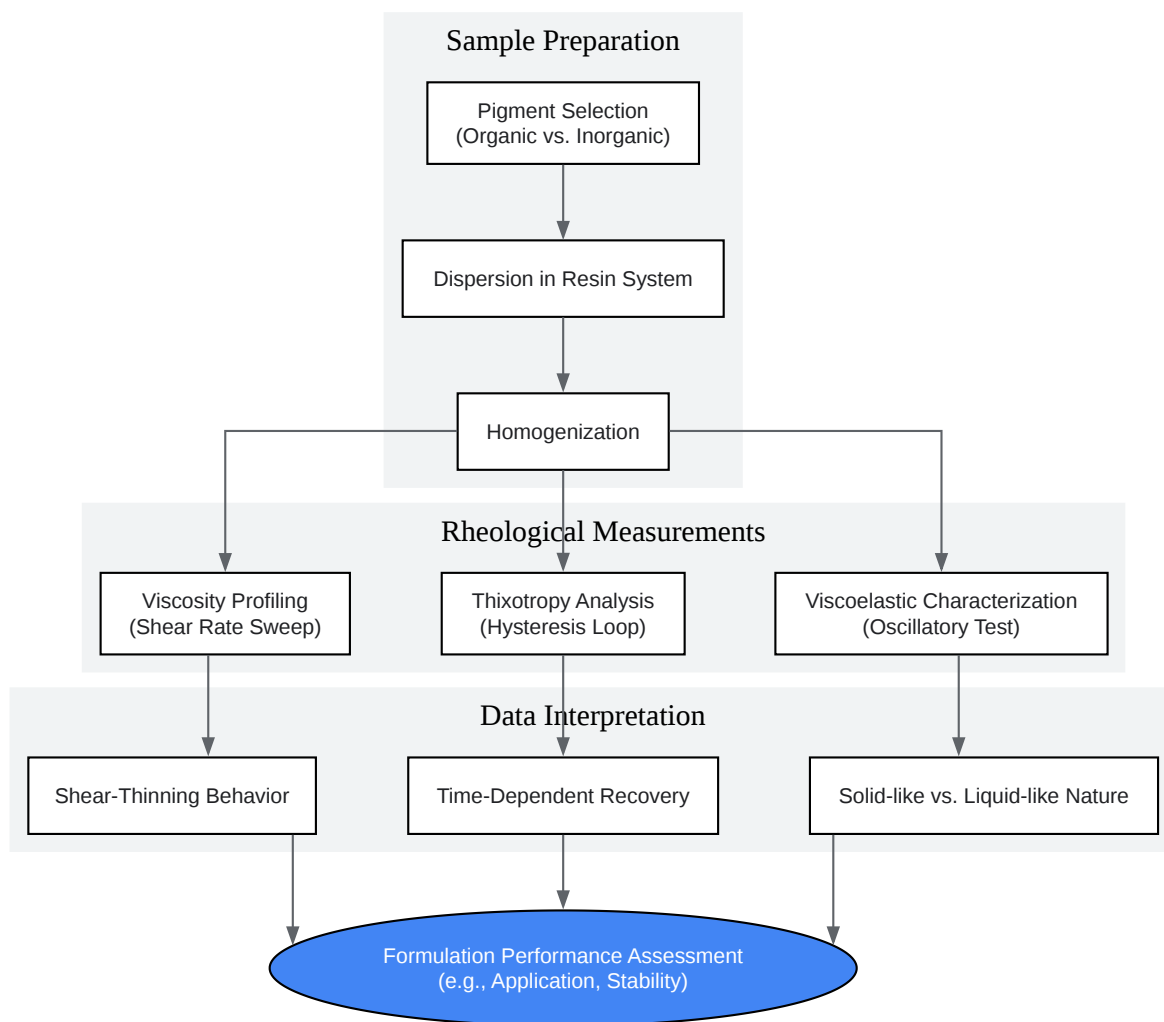 Sample Preparation
Pigment Selection
(Organic vs. Inorganic)
Dispersion in Resin System
Homogenization
Rheological Measurements
Viscosity Profiling
(Shear Rate Sweep)
Thixotropy Analysis
(Hysteresis Loop)
Viscoelastic Characterization
(Oscillatory Test)
Data Interpretation
Shear-Thinning Behavior
Time-Dependent Recovery
Solid-like vs. Liquid-like Nature
Formulation Performance Assessment
(e.g., Application, Stability)